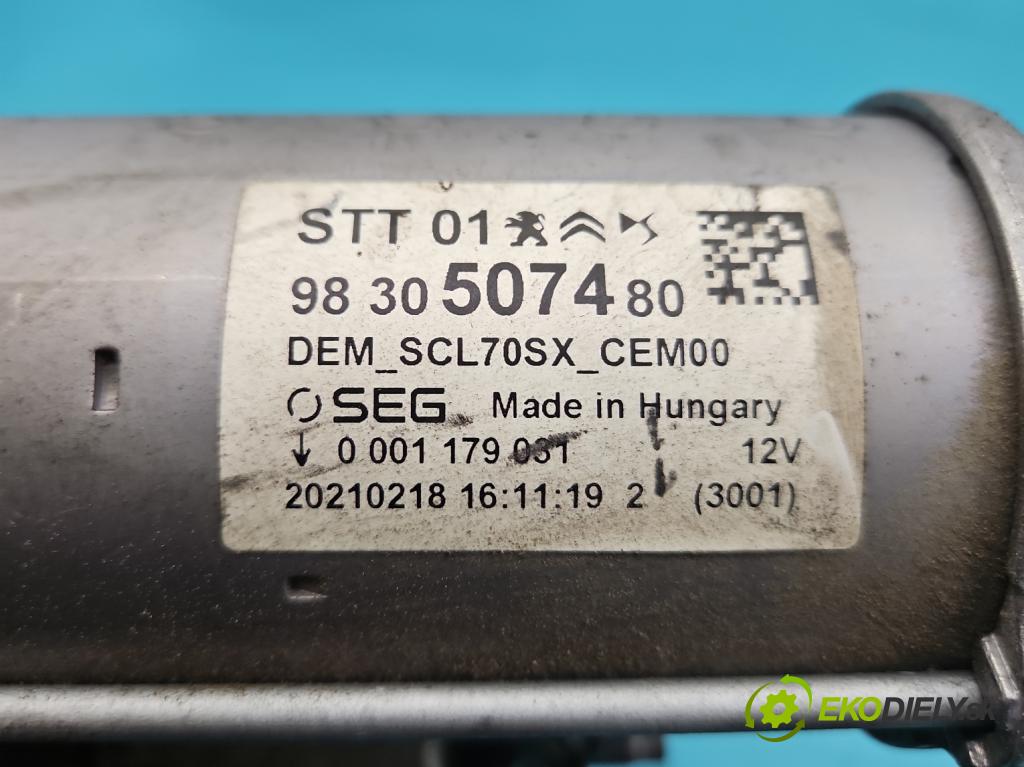 STT 01
98 30 5074 80
DEM_SCL70SX_CEM00
SEG Made in Hungary
0 001 179 031 12V
20210218 16:11:19 2 (3001)
EKODIELY.sk